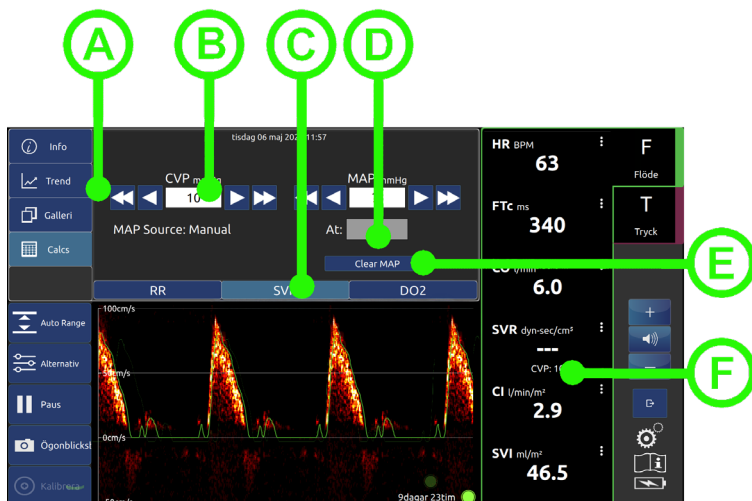 A
B
C
D
E
F
tisdag 06 maj 202 11:57
Info
Trend
Galleri
Calcs
CVP mmHg
10
MAP mmHg
MAP Source: Manual
At:
Clear MAP
RR
SV
DO2
Auto Range
Alternativ
Paus
Ögonblicksb
Kalibrera
100cm/s
50cm/s
0cm/s
-50cm/s
9dagar 23tim
HR BPM
63
FTc ms
340
CO l/min
6.0
SVR dyn-sec/cm⁵
---
CVP: 10
CI l/min/m²
2.9
SVI ml/m²
46.5
F
Flöde
T
Tryck
+